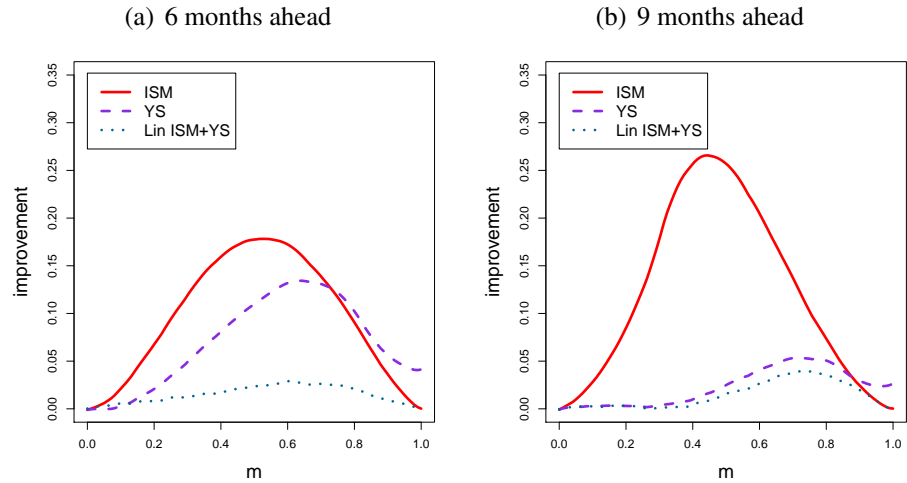 (a) 6 months ahead
ISM
YS
Lin ISM+YS
improvement
0.35
0.30
0.25
0.20
0.15
0.10
0.05
0.00
0.0 0.2 0.4 0.6 0.8 1.0
m
(b) 9 months ahead
ISM
YS
Lin ISM+YS
improvement
0.35
0.30
0.25
0.20
0.15
0.10
0.05
0.00
0.0 0.2 0.4 0.6 0.8 1.0
m